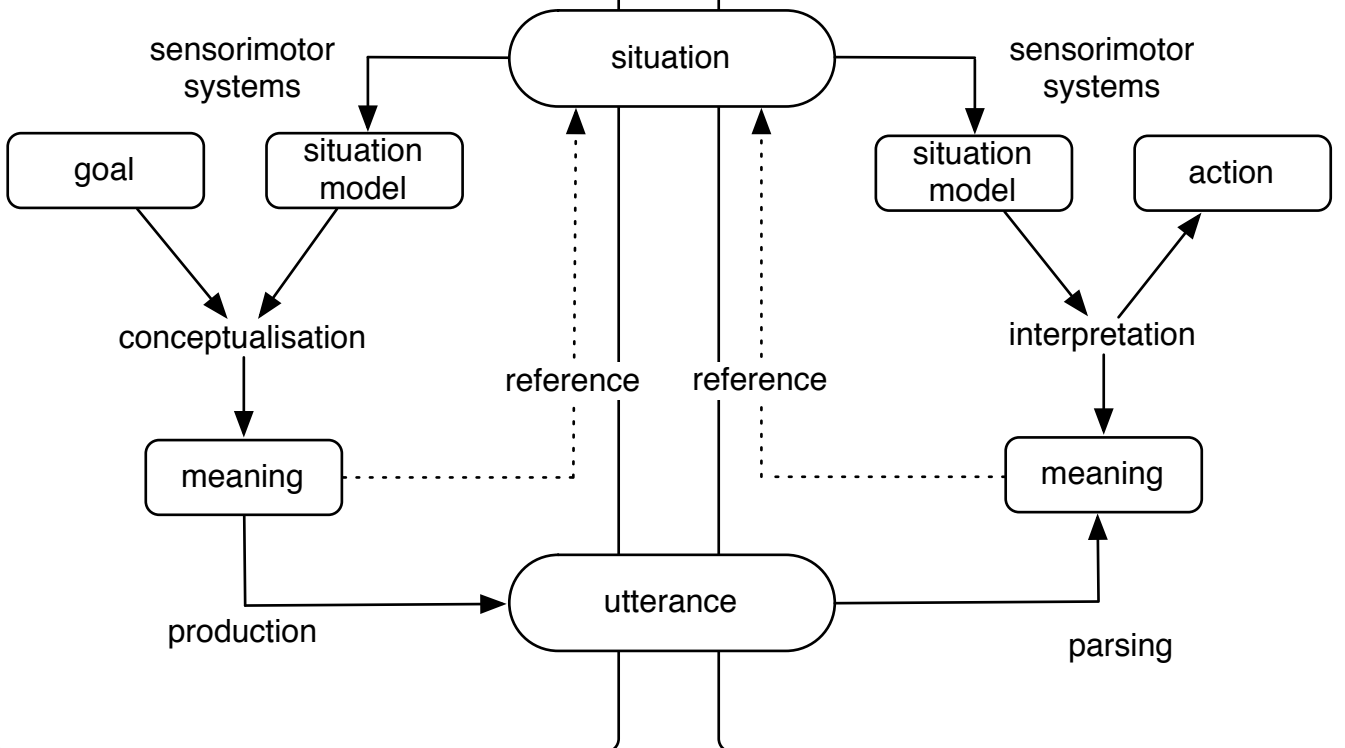 sensorimotor
systems
situation
sensorimotor
systems
goal
situation
model
situation
model
action
conceptualisation
interpretation
reference
reference
meaning
meaning
utterance
production
parsing